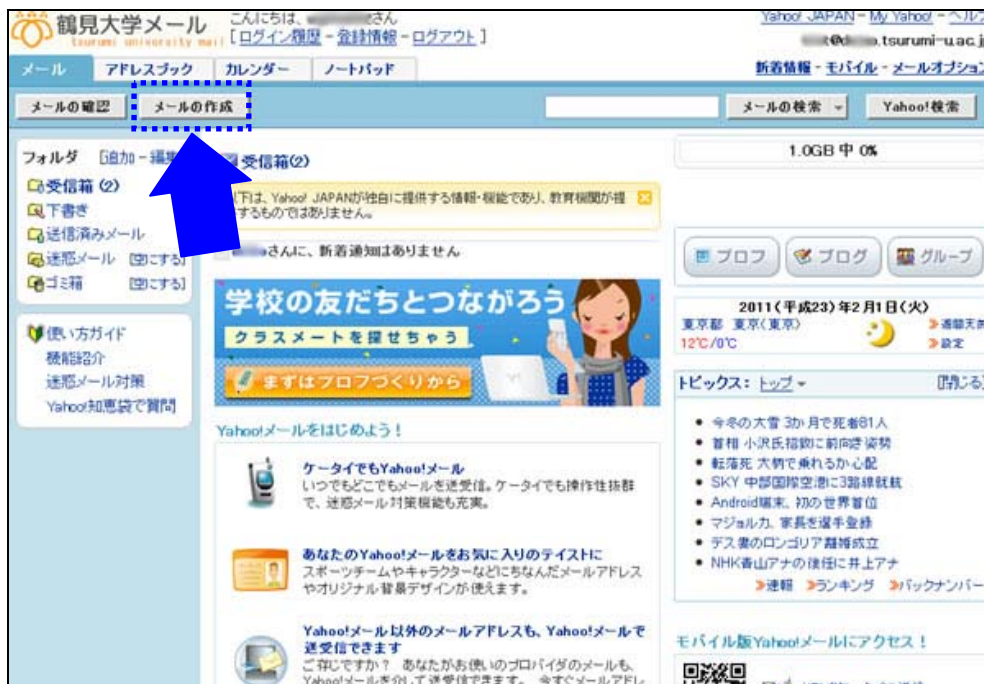 鶴見大学メール
tsurumi university mail
こんにちは、 さん
[ログイン履歴 - 登録情報 - ログアウト]
Yahoo! JAPAN - My Yahoo! - ヘルプ
tsurumi-u.ac.j
メール アドレスブック カレンダー ノートパッド
新着情報 - モバイル - メールオプション
メールの確認 メールの作成 メールの検索 Yahoo!検索
フォルダ [追加 - 編集
受信箱 (2)
下書き
送信済みメール
迷惑メール [空にする]
ゴミ箱 [空にする]
使い方ガイド
機能紹介
迷惑メール対策
Yahoo!知恵袋で質問
受信箱(2)
下は、Yahoo! JAPANが独自に提供する情報・機能であり、教育機関が提
するものではありません。
さんに、新着通知はありません
学校の友だちとつながろう
クラスメートを探せちゃう
まずはプロフづくりから
Yahoo!メールをはじめよう!
ケータイでもYahoo!メール
いつでもどこでもメールを送受信。ケータイでも操作性抜群
で、迷惑メール対策機能も充実。
あなたのYahoo!メールをお気に入りのテイストに
スポーツチームやキャラクターなどにちなんだメールアドレス
やオリジナル背景デザインが使えます。
Yahoo!メール以外のメールアドレスも、Yahoo!メールで
送受信できます
ご存じですか? あなたがお使いのプロバイダのメールも、
Yahoo!メールを介して送受信できます。 今すぐメールアドレ
1.0GB 中 0%
プロフ ブログ グループ
2011(平成23)年2月1日(火)
東京都 東京(東京)
12℃/0℃
週間天気
設定
トピックス: トップ [閉じる]
今冬の大雪 3か月で死者81人
首相 小沢氏招致に前向き姿勢
転落死 大柄で乗れるか心配
SKY 中部国際空港に3路線就航
Android端末、初の世界首位
マジョルカ、家長を選手登録
デス妻のロンゴリア離婚成立
NHK青山アナの後任に井上アナ
速報 ランキング バックナンバー
モバイル版Yahoo!メールにアクセス!